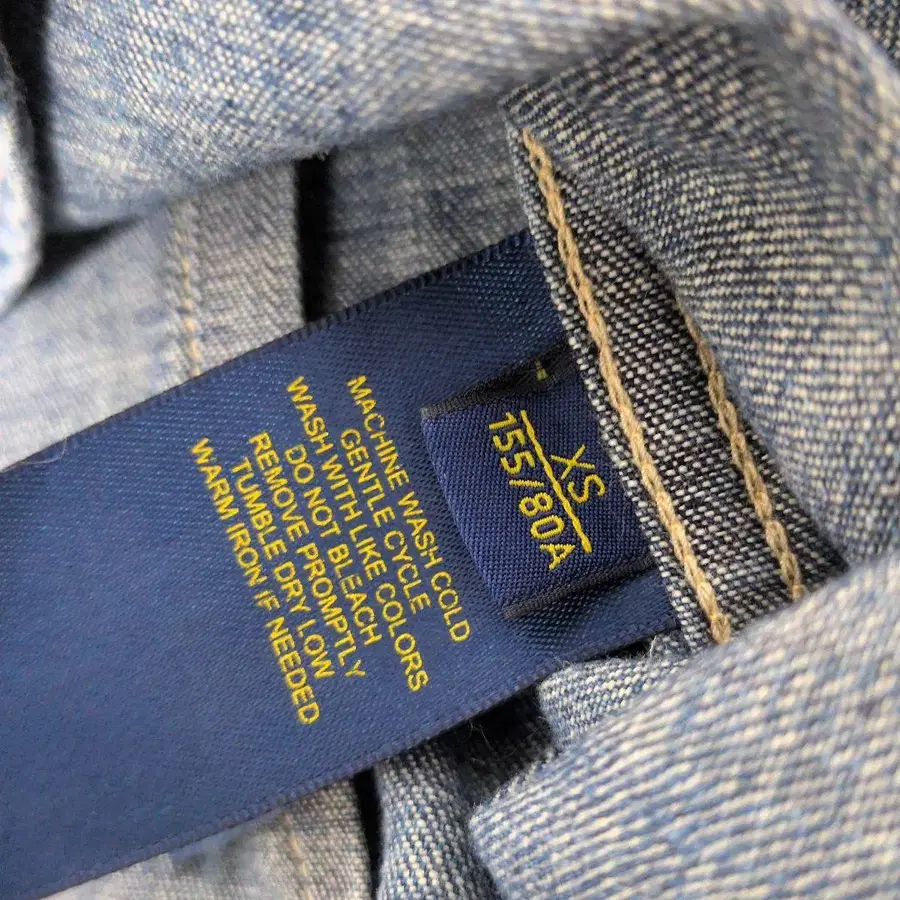 XS
155/80A
MACHINE WASH COLD
GENTLE CYCLE
WASH WITH LIKE COLORS
DO NOT BLEACH
REMOVE PROMPTLY
TUMBLE DRY LOW
WARM IRON IF NEEDED